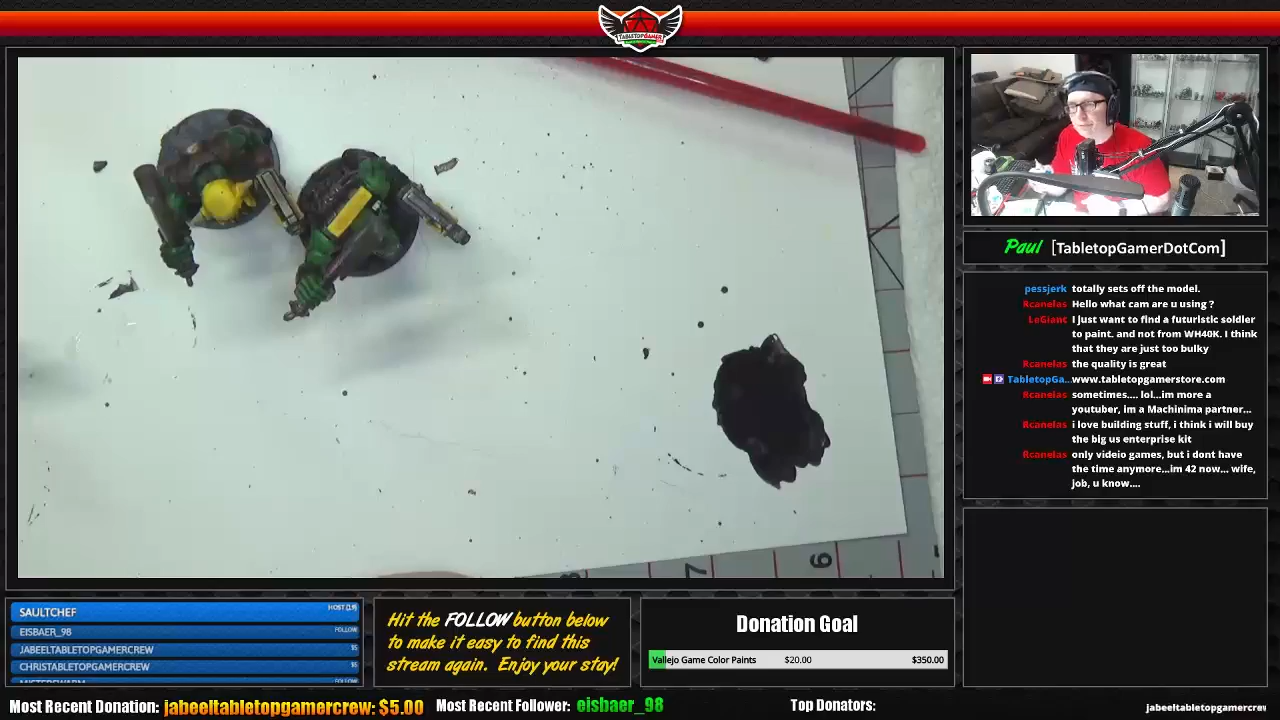 TABLETOPGAMER
Paul [TabletopGamerDotCom]
pessjerk totally sets off the model.
Rcanelas Hello what cam are u using ?
LeGianc I just want to find a futuristic soldier
to paint. and not from WH40K. I think
that they are just too bulky
Rcanelas the quality is great
TabletopGa... www.tabletopgamerstore.com
Rcanelas sometimes.... lol...im more a
youtuber, im a Machinima partner...
Rcanelas i love building stuff, i think i will buy
the big us enterprise kit
Rcanelas only videio games, but i dont have
the time anymore...im 42 now... wife,
job, u know....
6
7
SAULTCHEF
EISBAER_98 FOLLOW
JABEELTABLETOPGAMERCREW
CHRISTABLETOPGAMERCREW
FOLLOW
Hit the FOLLOW button below
to make it easy to find this
stream again. Enjoy your stay!
Donation Goal
Vallejo Game Color Paints $20.00 $350.00
Most Recent Donation: jabeeltabletopgamercrew: $5.00 Most Recent Follower: eisbaer_98 Top Donators: jabeeltabletopgamercrew